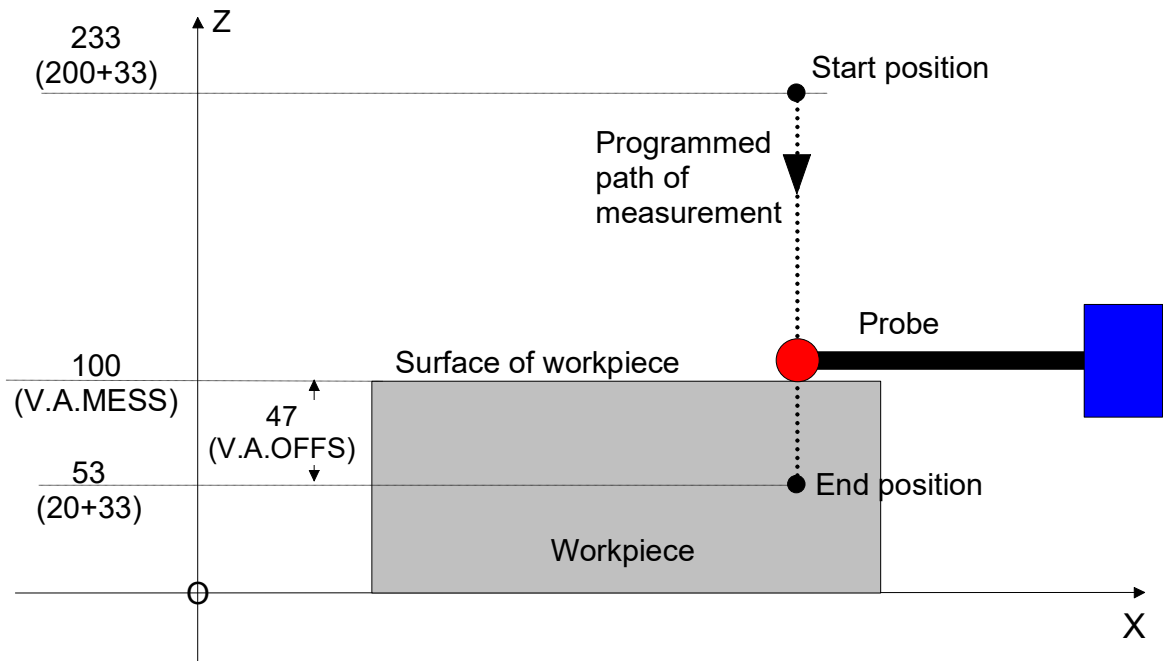 Z
233
(200+33)
Start position
Programmed
path of
measurement
Probe
Surface of workpiece
100
(V.A.MESS)
47
(V.A.OFFS)
53
(20+33)
End position
Workpiece
O
X